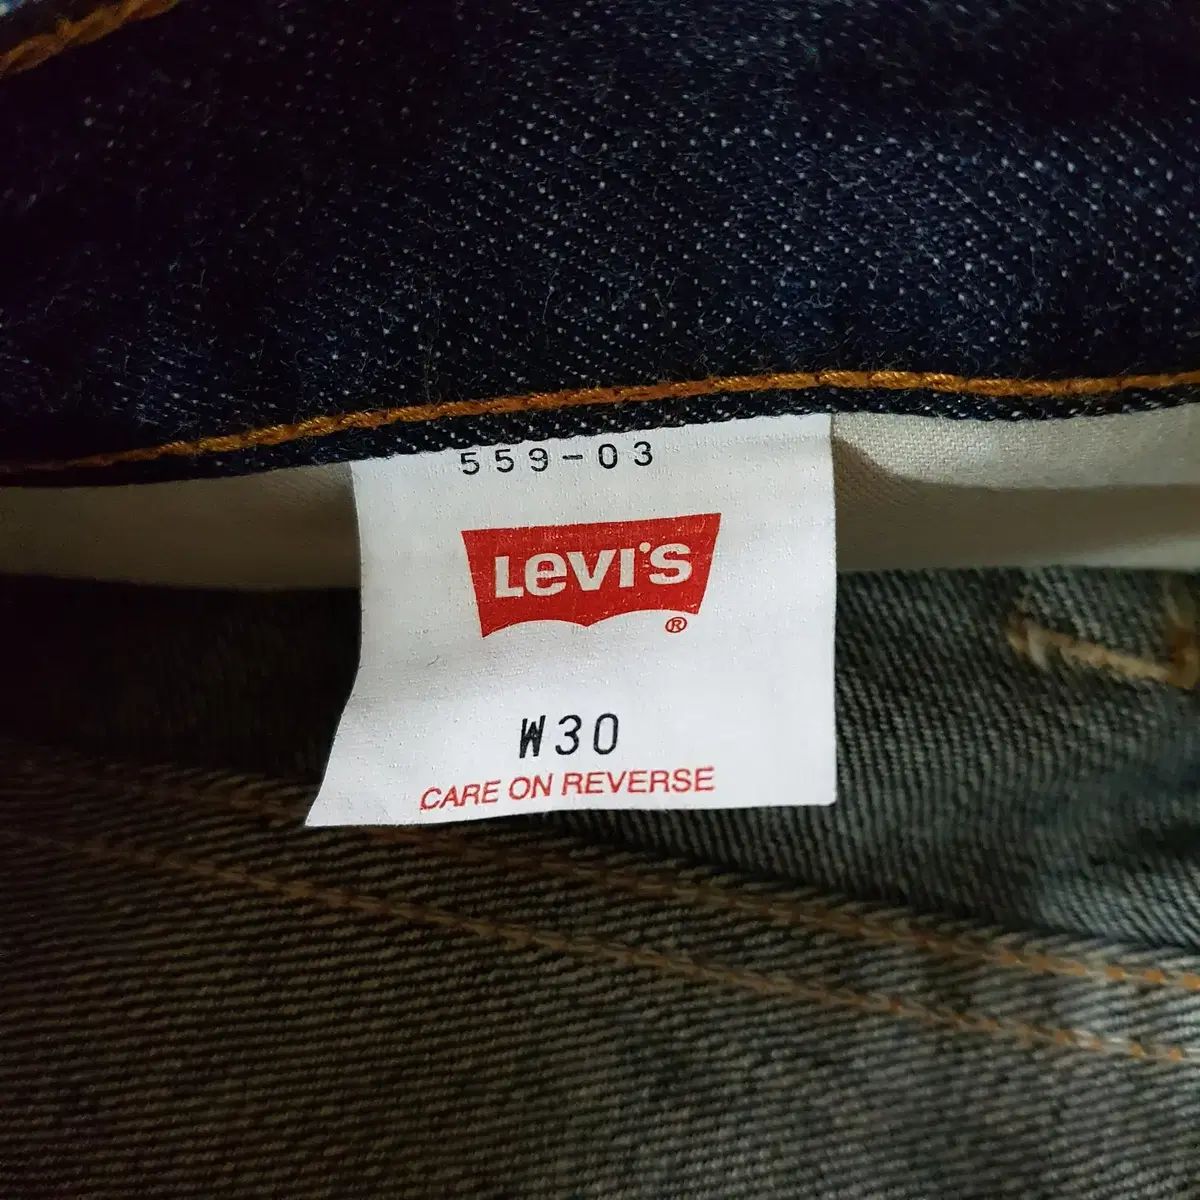 559-03
LEVI'S
®
W30
CARE ON REVERSE